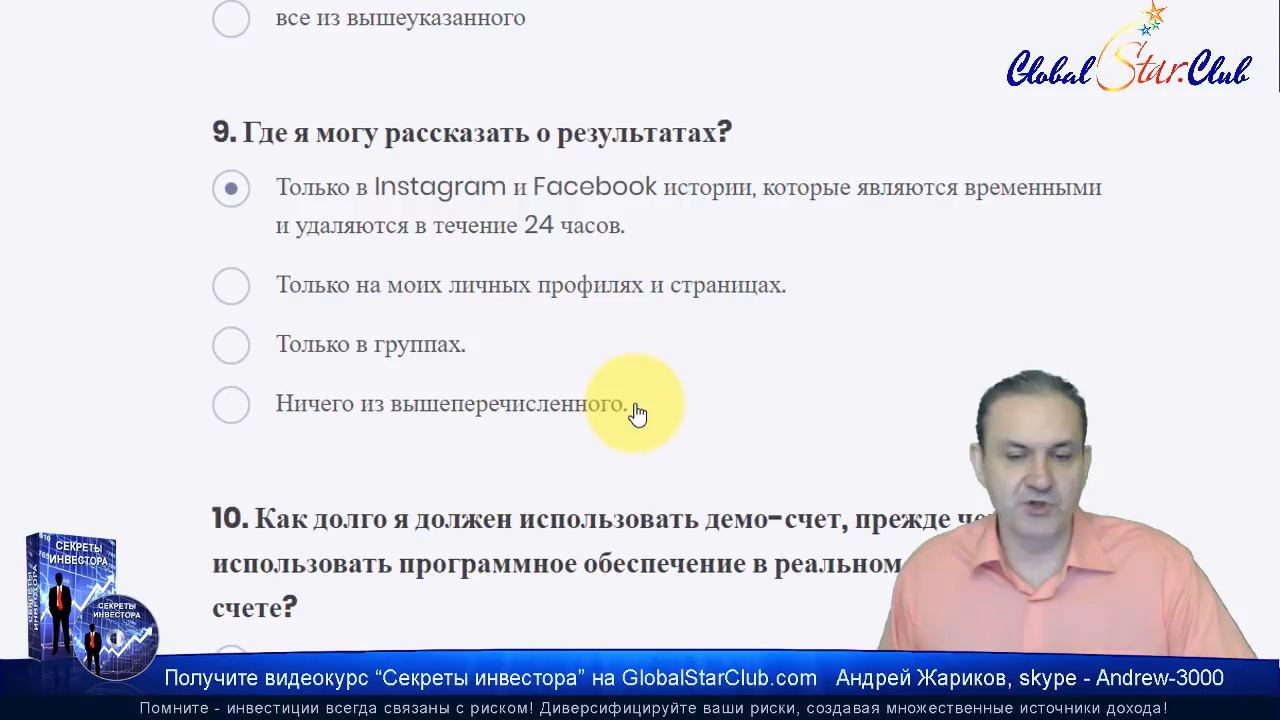 все из вышеуказанного
Global Star.Club
9. Где я могу рассказать о результатах?
Только в Instagram и Facebook истории, которые являются временными
и удаляются в течение 24 часов.
Только на моих личных профилях и страницах.
Только в группах.
Ничего из вышеперечисленного.
10. Как долго я должен использовать демо-счет, прежде
использовать программное обеспечение в реальном
счете?
СЕКРЕТЫ
ИНВЕСТОРА
СЕКРЕТЫ
ИНВЕСТОРА
Получите видеокурс “Секреты инвестора” на GlobalStarClub.com Андрей Жариков, skype - Andrew-3000
Помните - инвестиции всегда связаны с риском! Диверсифицируйте ваши риски, создавая множественные источники дохода!